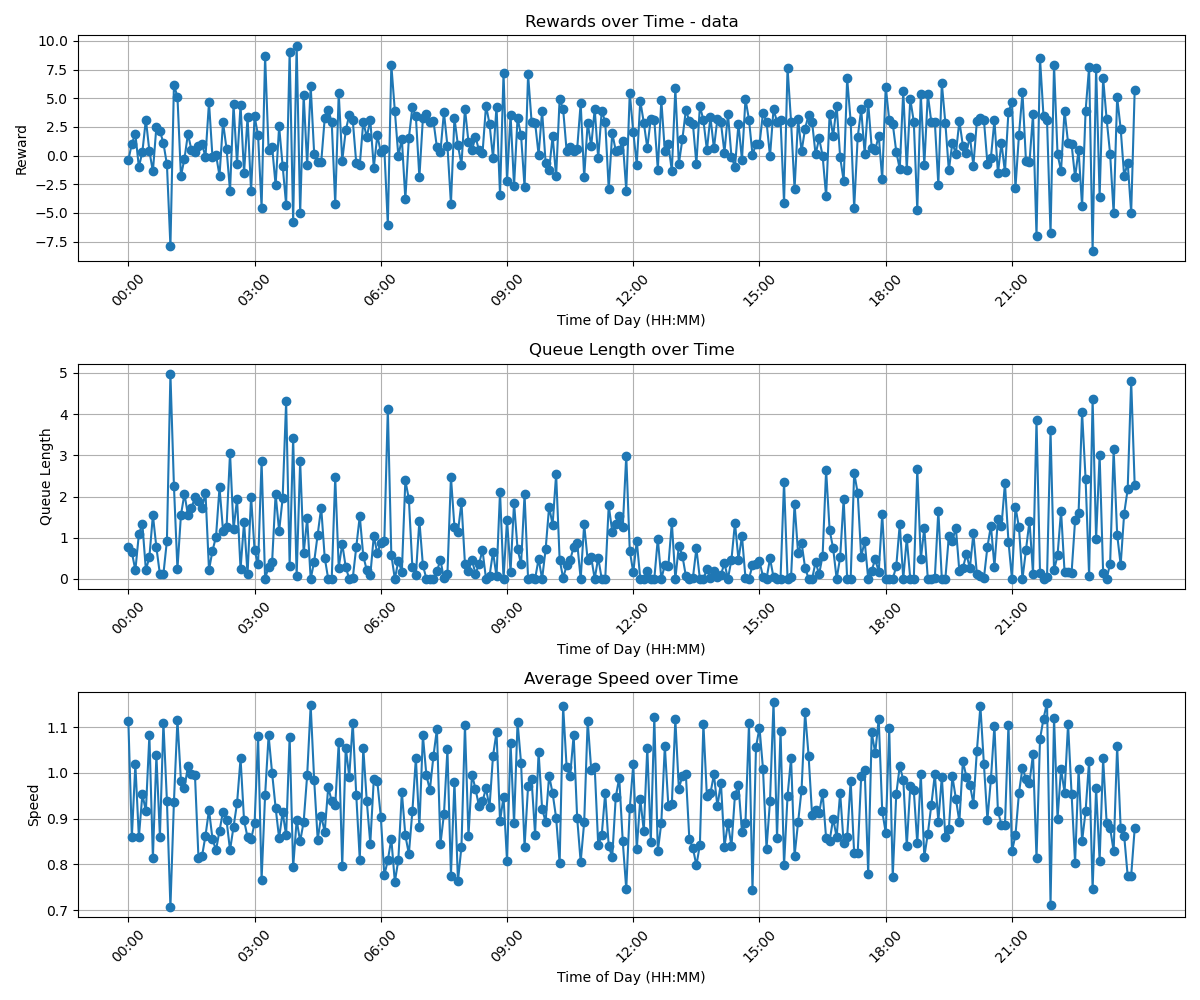 Rewards over Time - data
10.0
7.5
5.0
2.5
0.0
−2.5
−5.0
−7.5
Reward
00:00 03:00 06:00 09:00 12:00 15:00 18:00 21:00
Time of Day (HH:MM)
Queue Length over Time
5
4
3
2
1
0
Queue Length
00:00 03:00 06:00 09:00 12:00 15:00 18:00 21:00
Time of Day (HH:MM)
Average Speed over Time
1.1
1.0
0.9
0.8
0.7
Speed
00:00 03:00 06:00 09:00 12:00 15:00 18:00 21:00
Time of Day (HH:MM)